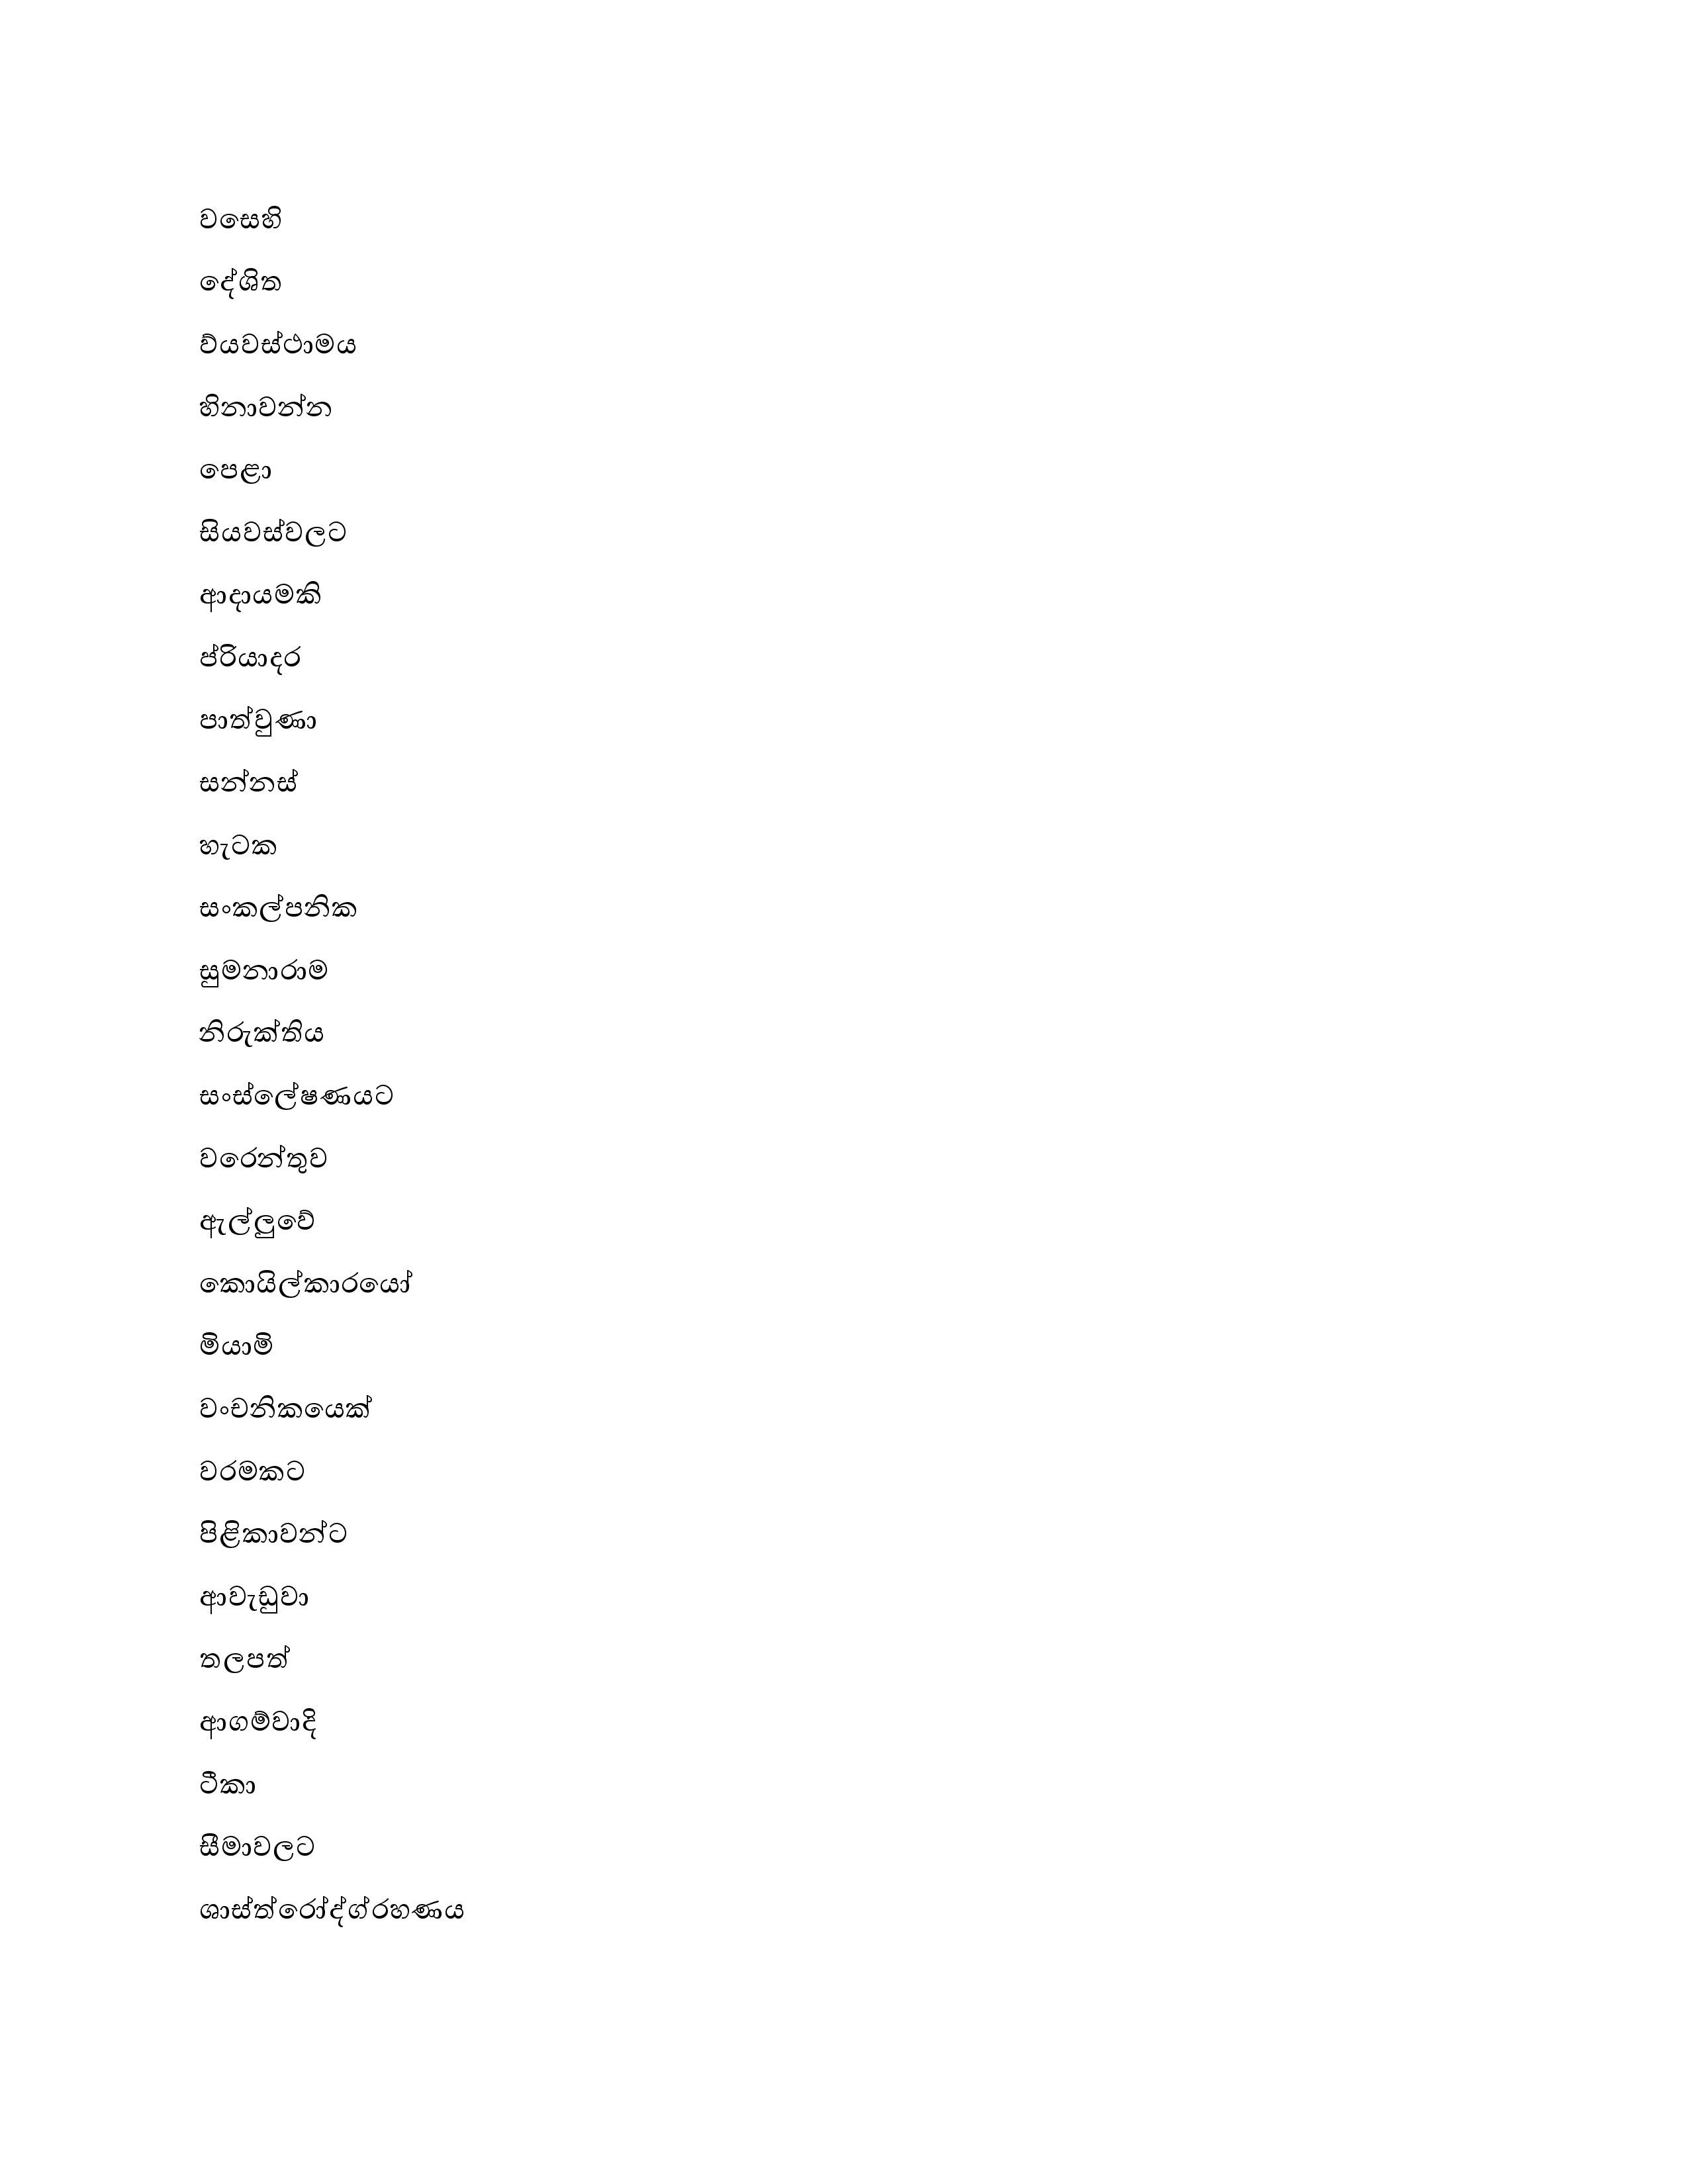 වසෙහි
දේශිත
ව්යවස්ථාමය
හිනාවන්න
පෙළා
සියවස්වලට
ආදායමකි
ප්රියාදර
පාත්වුණා
සන්නස්
හැටක
සංකල්පනික
සුමනාරාම
නිරුක්තිය
සංස්ලේෂණයට
වරෙන්තුව
ඇල්ලුවේ
කොයිල්කාරයෝ
මියාමි
වංචනිකයෙක්
වරමකට
පිළිකාවන්ට
ආවැඩුවා
තලපත්
ආගම්වාදි
ටීකා
සීමාවලට
ශාස්ත්රෝද්ග්රහණය